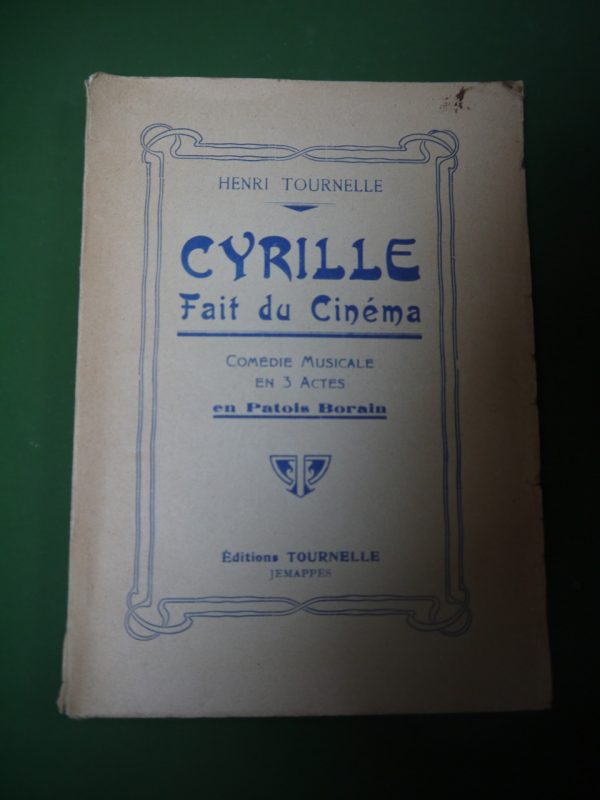 HENRI TOURNELLE
CYRILLE
Fait du Cinéma
COMÉDIE MUSICALE
EN 3 ACTES
en Patois Borain
Éditions TOURNELLE
JEMAPPES